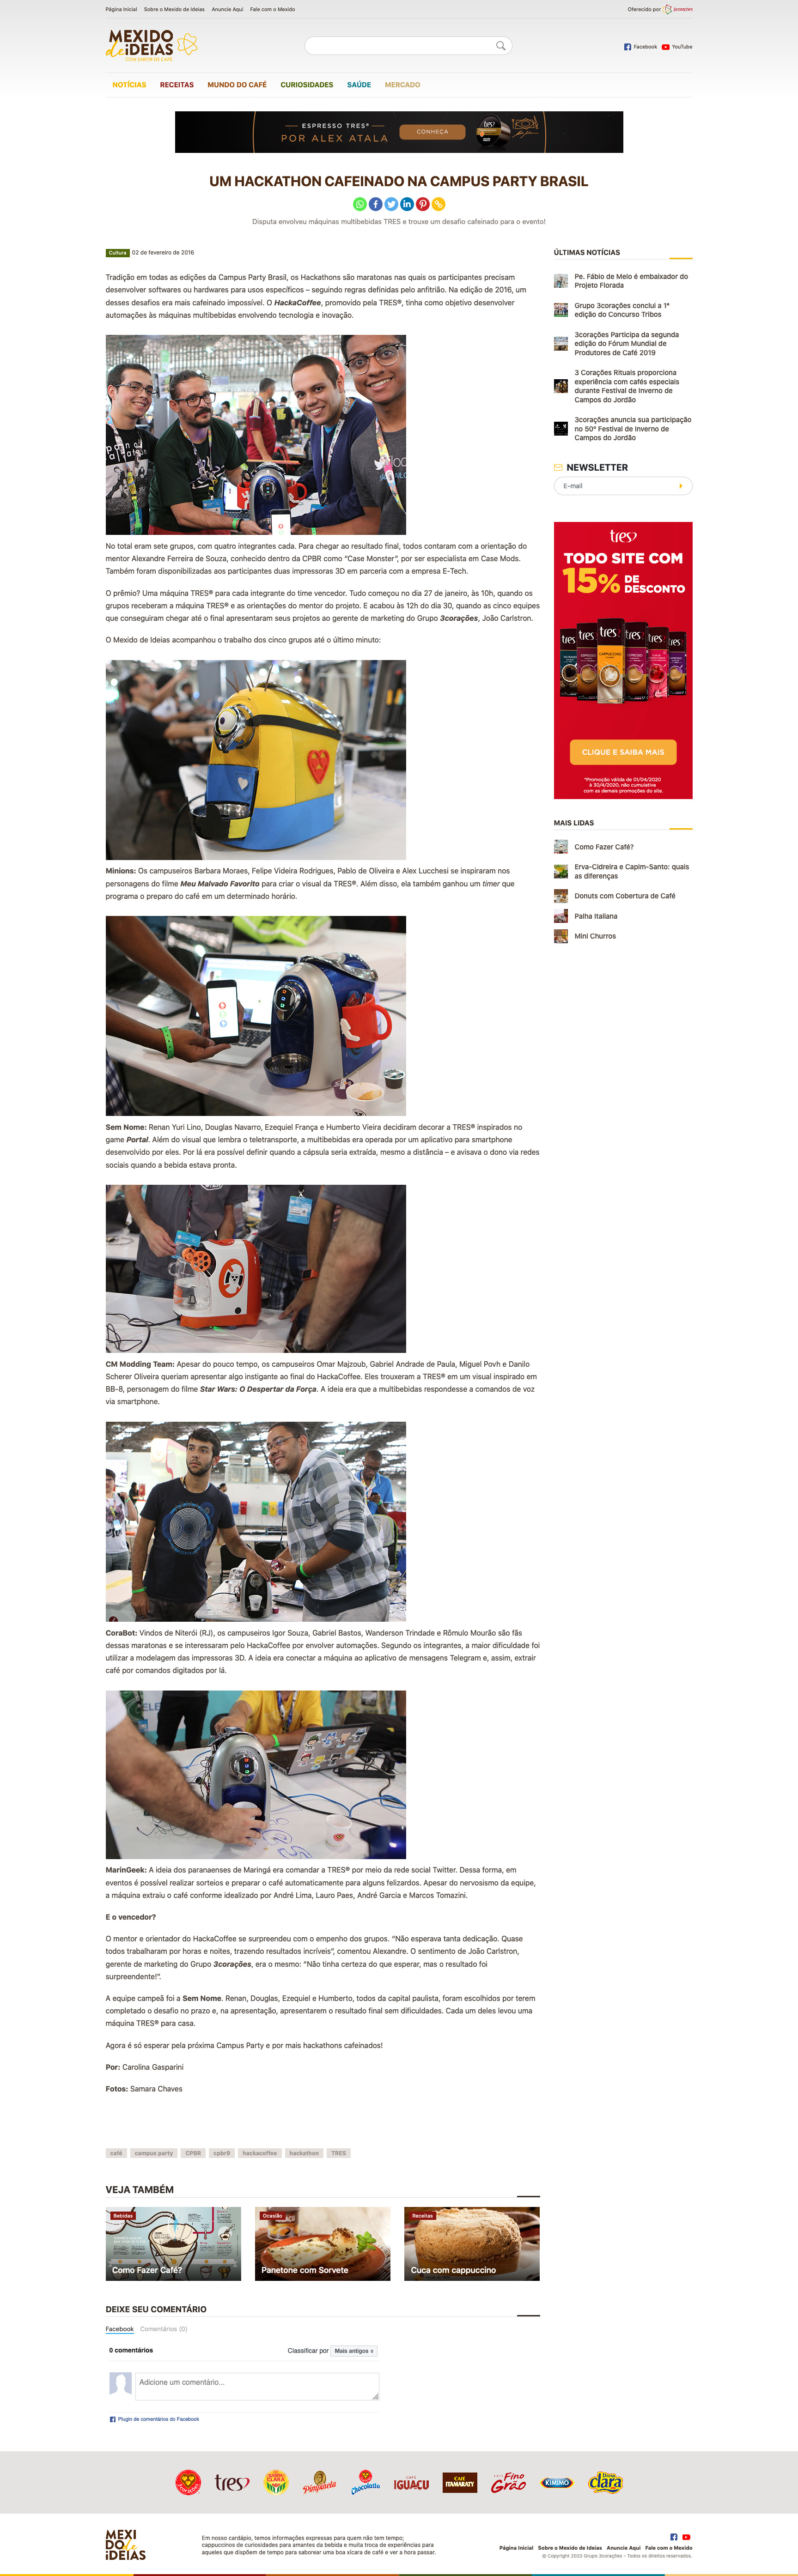 Página Inicial Sobre o Mexido de Ideias Anuncie Aqui Fale com o Mexido
Oferecido por 3corações
MEXIDO
de IDEIAS
COM SABOR DE CAFÉ
Facebook YouTube
NOTÍCIAS RECEITAS MUNDO DO CAFÉ CURIOSIDADES SAÚDE MERCADO
ESPRESSO TRES®
POR ALEX ATALA
CONHEÇA
tres
UM HACKATHON CAFEINADO NA CAMPUS PARTY BRASIL
Disputa envolveu máquinas multibebidas TRES e trouxe um desafio cafeinado para o evento!
Cultura 02 de fevereiro de 2016
Tradição em todas as edições da Campus Party Brasil, os Hackathons são maratonas nas quais os participantes precisam
desenvolver softwares ou hardwares para usos específicos – seguindo regras definidas pelo anfitrião. Na edição de 2016, um
desses desafios era mais cafeinado impossível. O HackaCoffee, promovido pela TRES®, tinha como objetivo desenvolver
automações às máquinas multibebidas envolvendo tecnologia e inovação.
No total eram sete grupos, com quatro integrantes cada. Para chegar ao resultado final, todos contaram com a orientação do
mentor Alexandre Ferreira de Souza, conhecido dentro da CPBR como “Case Monster”, por ser especialista em Case Mods.
Também foram disponibilizadas aos participantes duas impressoras 3D em parceria com a empresa E-Tech.
O prêmio? Uma máquina TRES® para cada integrante do time vencedor. Tudo começou no dia 27 de janeiro, às 10h, quando os
grupos receberam a máquina TRES® e as orientações do mentor do projeto. E acabou às 12h do dia 30, quando as cinco equipes
que conseguiram chegar até o final apresentaram seus projetos ao gerente de marketing do Grupo 3corações, João Carlstron.
O Mexido de Ideias acompanhou o trabalho dos cinco grupos até o último minuto:
Minions: Os campuseiros Barbara Moraes, Felipe Videira Rodrigues, Pablo de Oliveira e Alex Lucchesi se inspiraram nos
personagens do filme Meu Malvado Favorito para criar o visual da TRES®. Além disso, ela também ganhou um timer que
programa o preparo do café em um determinado horário.
Sem Nome: Renan Yuri Lino, Douglas Navarro, Ezequiel França e Humberto Vieira decidiram decorar a TRES® inspirados no
game Portal. Além do visual que lembra o teletransporte, a multibebidas era operada por um aplicativo para smartphone
desenvolvido por eles. Por lá era possível definir quando a cápsula seria extraída, mesmo a distância – e avisava o dono via redes
sociais quando a bebida estava pronta.
CM Modding Team: Apesar do pouco tempo, os campuseiros Omar Majzoub, Gabriel Andrade de Paula, Miguel Povh e Danilo
Scherer Oliveira queriam apresentar algo instigante ao final do HackaCoffee. Eles trouxeram a TRES® em um visual inspirado em
BB-8, personagem do filme Star Wars: O Despertar da Força. A ideia era que a multibebidas respondesse a comandos de voz
via smartphone.
CoraBot: Vindos de Niterói (RJ), os campuseiros Igor Souza, Gabriel Bastos, Wanderson Trindade e Rômulo Mourão são fãs
dessas maratonas e se interessaram pelo HackaCoffee por envolver automações. Segundo os integrantes, a maior dificuldade foi
utilizar a modelagem das impressoras 3D. A ideia era conectar a máquina ao aplicativo de mensagens Telegram e, assim, extrair
café por comandos digitados por lá.
MarinGeek: A ideia dos paranaenses de Maringá era comandar a TRES® por meio da rede social Twitter. Dessa forma, em
eventos é possível realizar sorteios e preparar o café automaticamente para alguns felizardos. Apesar do nervosismo da equipe,
a máquina extraiu o café conforme idealizado por André Lima, Lauro Paes, André Garcia e Marcos Tomazini.
E o vencedor?
O mentor e orientador do HackaCoffee se surpreendeu com o empenho dos grupos. “Não esperava tanta dedicação. Quase
todos trabalharam por horas e noites, trazendo resultados incríveis”, comentou Alexandre. O sentimento de João Carlstron,
gerente de marketing do Grupo 3corações, era o mesmo: “Não tinha certeza do que esperar, mas o resultado foi
surpreendente!”.
A equipe campeã foi a Sem Nome. Renan, Douglas, Ezequiel e Humberto, todos da capital paulista, foram escolhidos por terem
completado o desafio no prazo e, na apresentação, apresentarem o resultado final sem dificuldades. Cada um deles levou uma
máquina TRES® para casa.
Agora é só esperar pela próxima Campus Party e por mais hackathons cafeinados!
Por: Carolina Gasparini
Fotos: Samara Chaves
café campus party CPBR cpbr9 hackacoffee hackathon TRES
ÚLTIMAS NOTÍCIAS
Pe. Fábio de Melo é embaixador do
Projeto Florada
Grupo 3corações conclui a 1ª
edição do Concurso Tribos
3corações Participa da segunda
edição do Fórum Mundial de
Produtores de Café 2019
3 Corações Rituais proporciona
experiência com cafés especiais
durante Festival de Inverno de
Campos do Jordão
3corações anuncia sua participação
no 50º Festival de Inverno de
Campos do Jordão
NEWSLETTER
E-mail
tres
TODO SITE COM
15% DE
DESCONTO
CLIQUE E SAIBA MAIS
*Promoção válida de 01/04/2020
à 30/4/2020, não cumulativa
com as demais promoções do site.
MAIS LIDAS
Como Fazer Café?
Erva-Cidreira e Capim-Santo: quais
as diferenças
Donuts com Cobertura de Café
Palha Italiana
Mini Churros
VEJA TAMBÉM
Bebidas
Como Fazer Café?
Ocasião
Panetone com Sorvete
Receitas
Cuca com cappuccino
DEIXE SEU COMENTÁRIO
Facebook Comentários (0)
0 comentários
Classificar por Mais antigos
Adicione um comentário...
Plugin de comentários do Facebook
3corações tres SANTA CLARA Pimpinela Chocolatto CAFÉ IGUAÇU CAFÉ ITAMARATY Fino Grão KIMIMO Dona clara
MEXI
DO de
IDEIAS
Em nosso cardápio, temos informações expressas para quem não tem tempo;
cappuccinos de curiosidades para amantes da bebida e muita troca de experiências para
aqueles que dispõem de tempo para saborear uma boa xícara de café e ver a hora passar.
Página Inicial Sobre o Mexido de Ideias Anuncie Aqui Fale com o Mexido
© Copyright 2020 Grupo 3corações – Todos os direitos reservados.